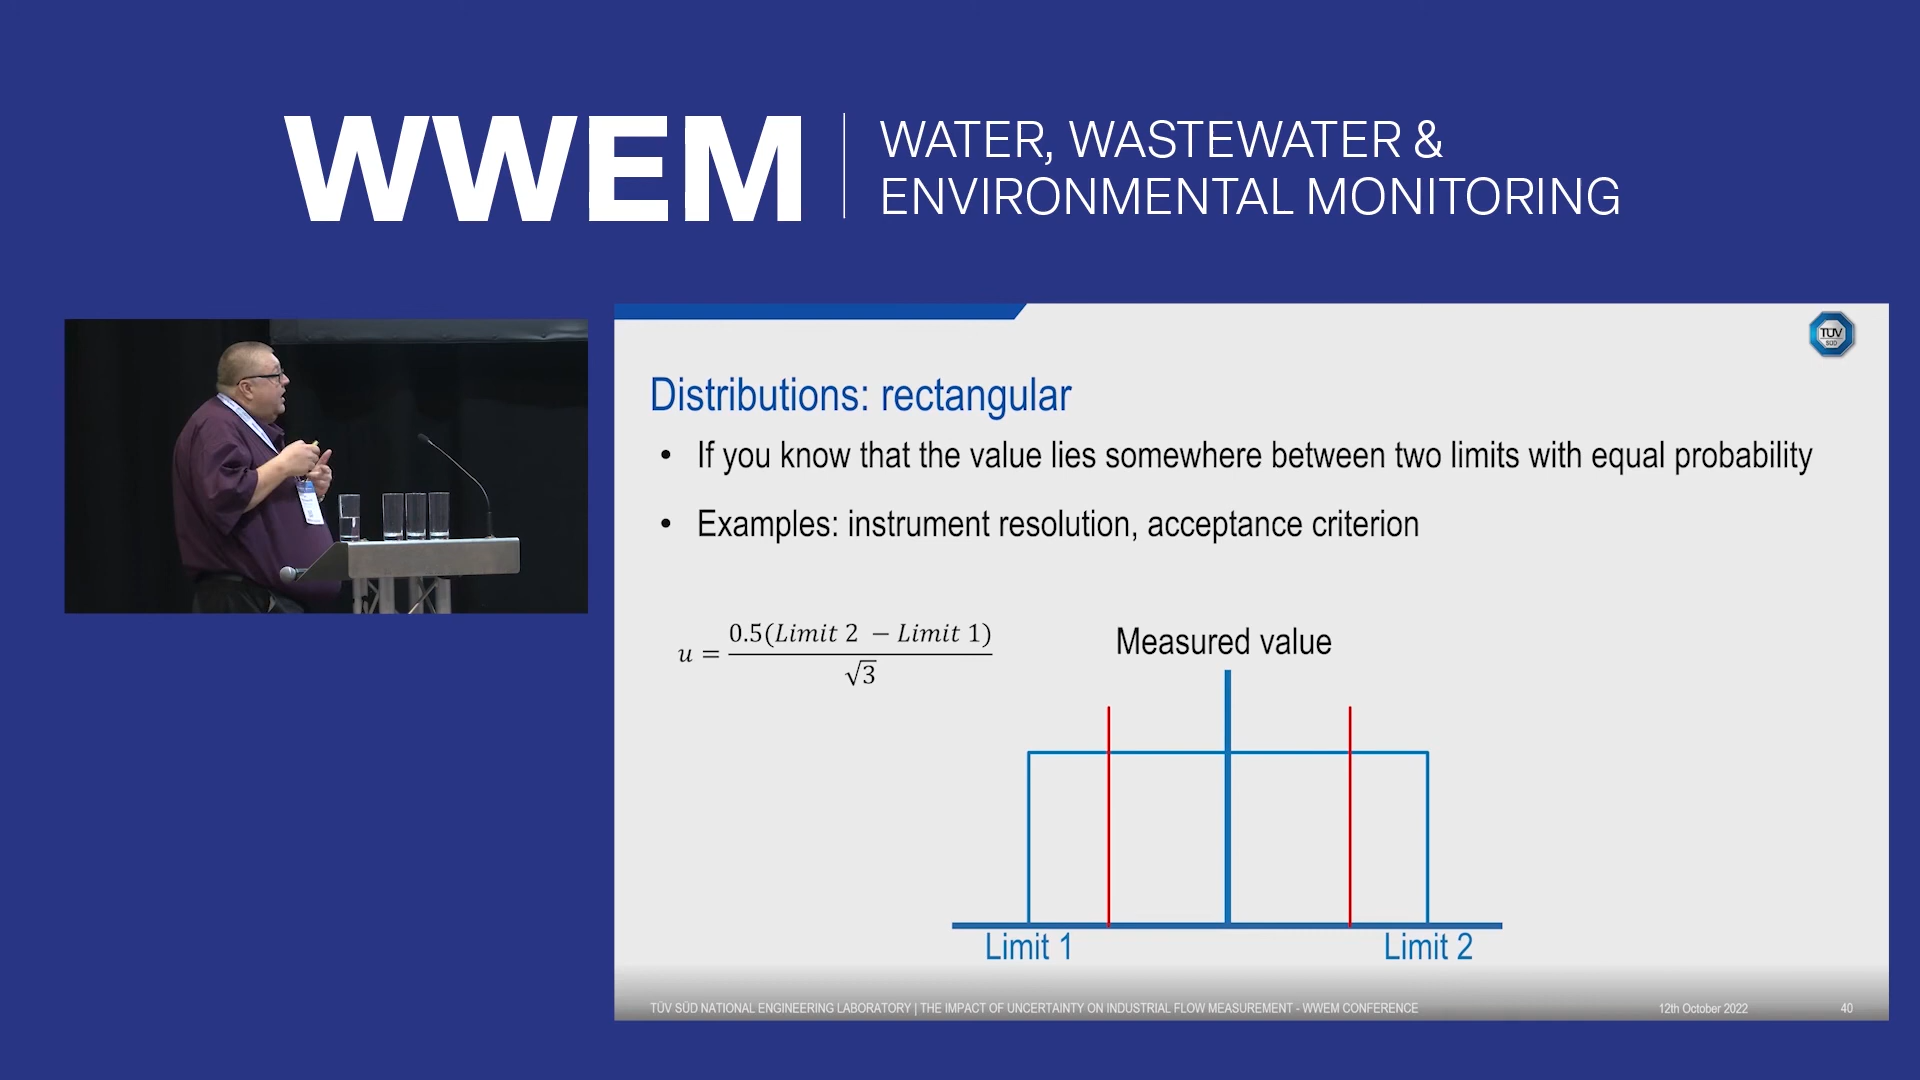 WWEM
WATER, WASTEWATER &
ENVIRONMENTAL MONITORING
TÜV
SÜD
Distributions: rectangular
• If you know that the value lies somewhere between two limits with equal probability
• Examples: instrument resolution, acceptance criterion
u = 0.5(Limit 2 − Limit 1) / √3
Measured value
Limit 1 Limit 2
TÜV SÜD NATIONAL ENGINEERING LABORATORY | THE IMPACT OF UNCERTAINTY ON INDUSTRIAL FLOW MEASUREMENT - WWEM CONFERENCE 12th October 2022 40